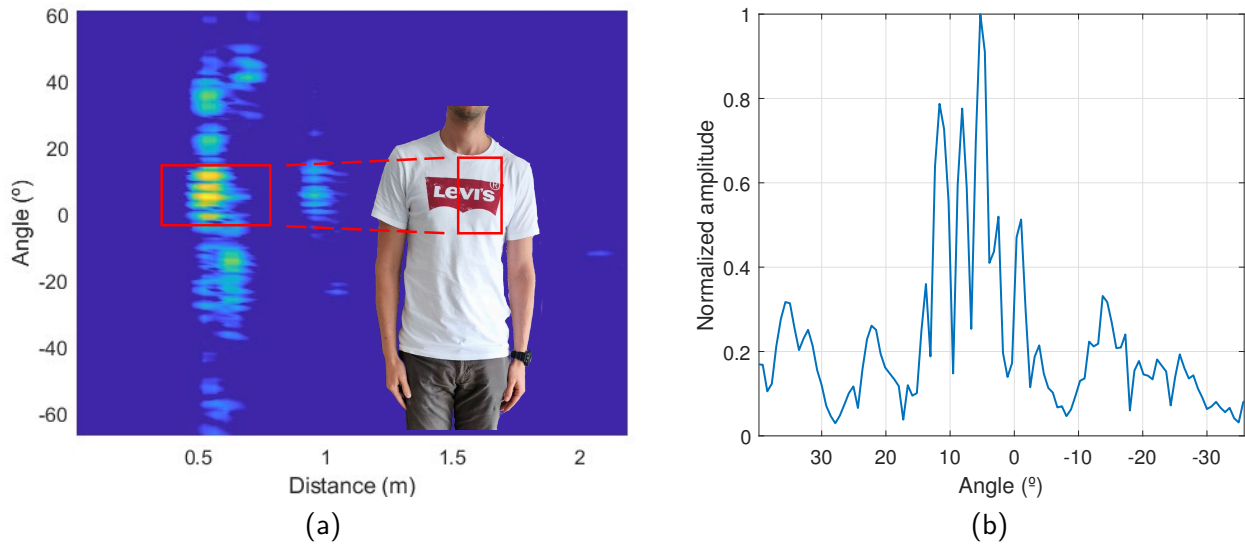 60
40
20
0
-20
-40
-60
Angle (º)
0.5 1 1.5 2
Distance (m)
LEVI'S
®
(a)
1
0.8
0.6
0.4
0.2
0
Normalized amplitude
30 20 10 0 -10 -20 -30
Angle (º)
(b)